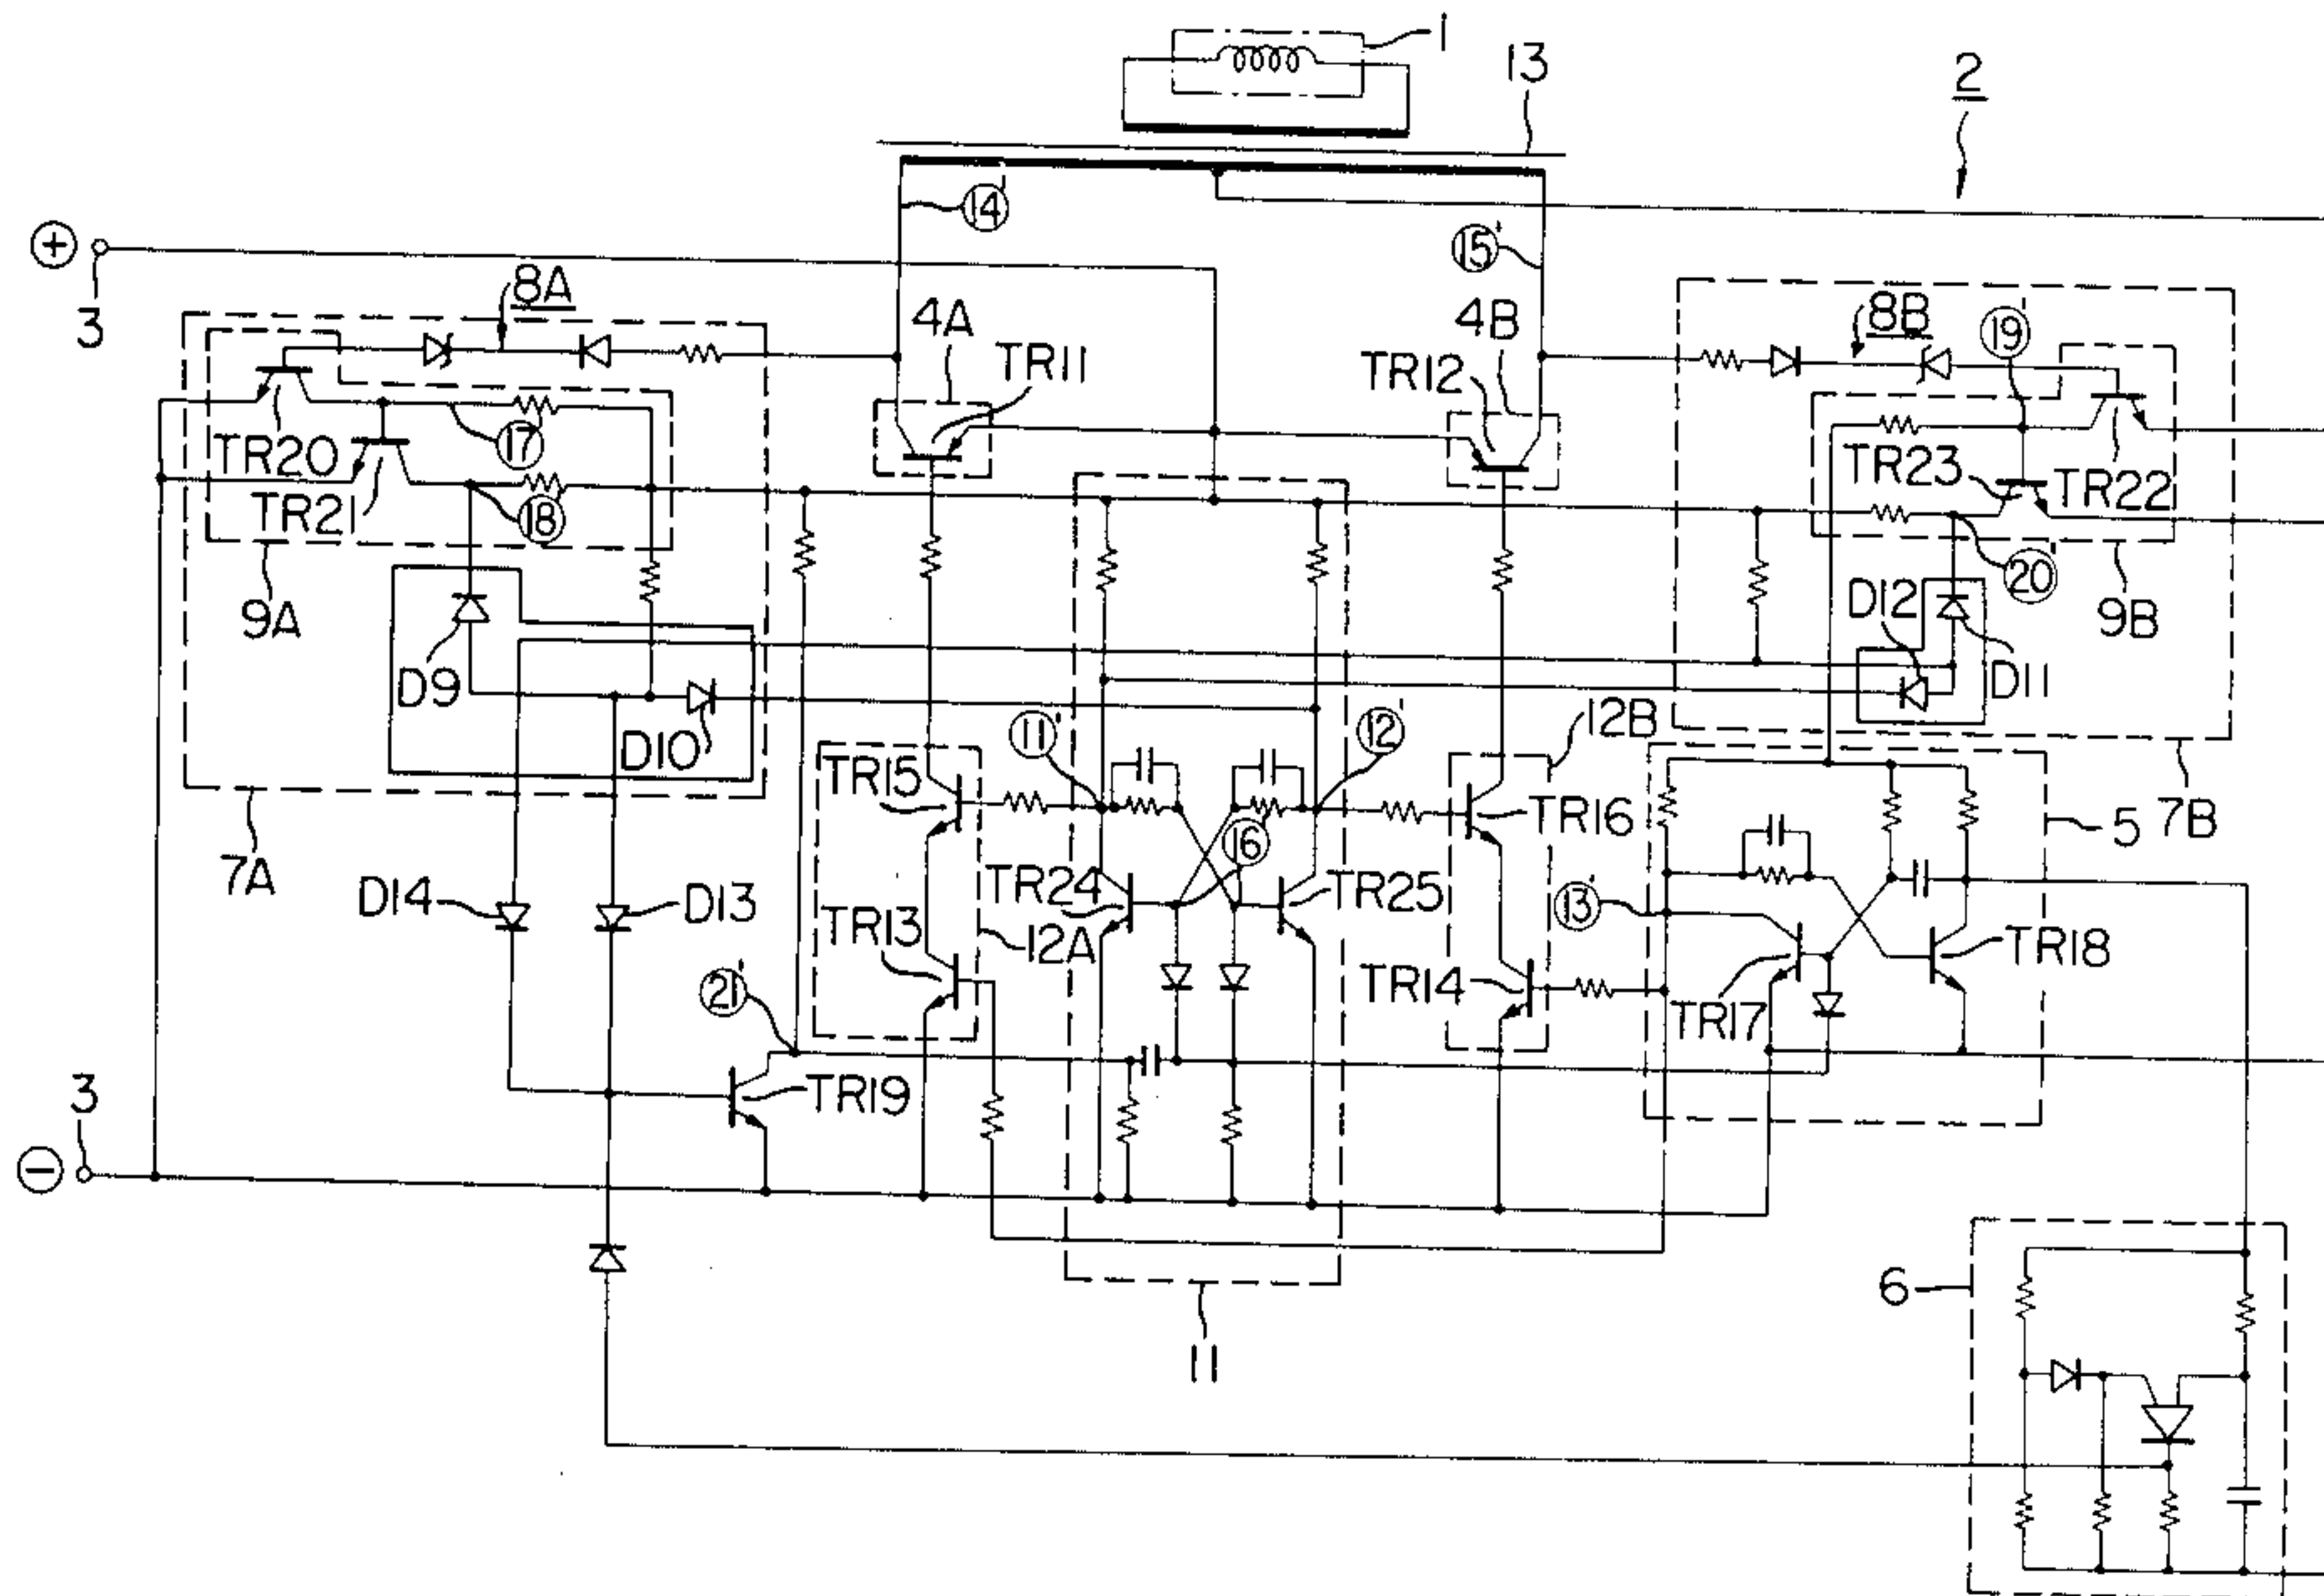 1
13
2
14'
+
15'
3
8A
4A
4B
8B
19'
TR11
TR12
17'
TR20
TR21
18'
TR23
TR22
20'
9A
9B
D12
D9
D11
D10
11'
12'
12B
TR15
TR16
5
7B
7A
16'
TR24
TR25
D14
D13
13'
TR13
12A
TR18
21'
TR14
TR17
3
TR19
−
6
11